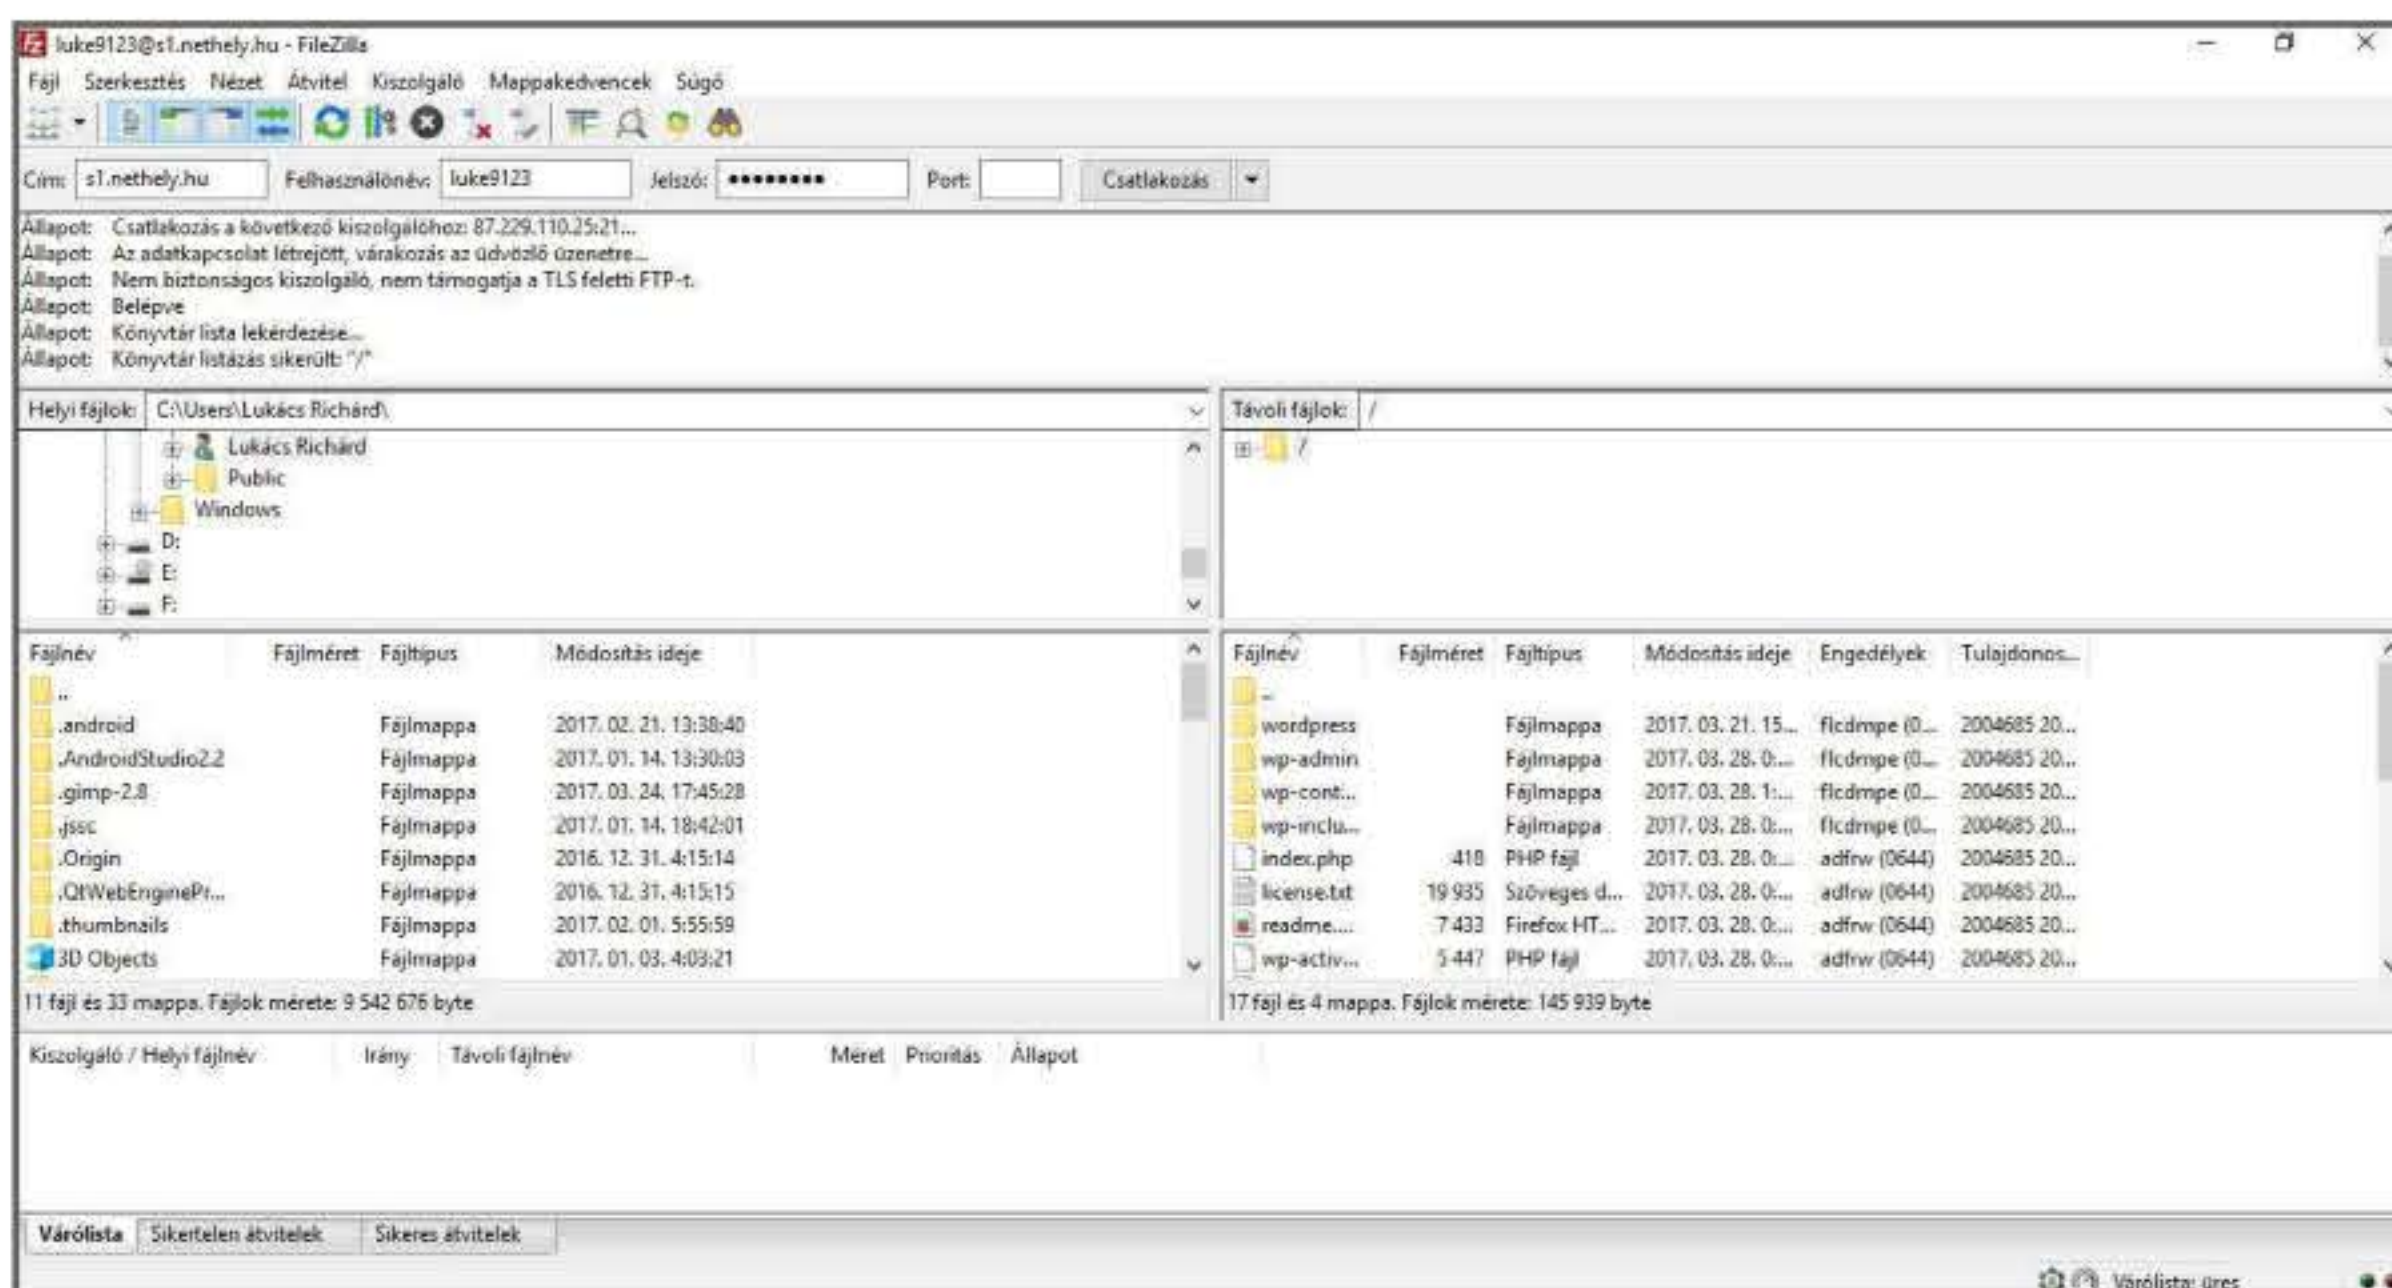 luke9123@s1.nethely.hu - FileZilla
Fájl Szerkesztés Nézet Átvitel Kiszolgáló Mappakedvencek Súgó
Cím: s1.nethely.hu Felhasználónév: luke9123 Jelszó: ●●●●●●●● Port: Csatlakozás
Állapot: Csatlakozás a következő kiszolgálóhoz: 87.229.110.25:21...
Állapot: Az adatkapcsolat létrejött, várakozás az üdvözlő üzenetre...
Állapot: Nem biztonságos kiszolgáló, nem támogatja a TLS feletti FTP-t.
Állapot: Belépve
Állapot: Könyvtár lista lekérdezése...
Állapot: Könyvtár listázás sikerült: "/"
Helyi fájlok: C:\Users\Lukács Richárd\
Lukács Richárd
Public
Windows
D:
E:
F:
Távoli fájlok: /
/
Fájlnév Fájlméret Fájltípus Módosítás ideje
..
.android Fájlmappa 2017. 02. 21. 13:38:40
.AndroidStudio2.2 Fájlmappa 2017. 01. 14. 13:30:03
.gimp-2.8 Fájlmappa 2017. 03. 24. 17:45:28
.jssc Fájlmappa 2017. 01. 14. 18:42:01
.Origin Fájlmappa 2016. 12. 31. 4:15:14
.QtWebEnginePr... Fájlmappa 2016. 12. 31. 4:15:15
.thumbnails Fájlmappa 2017. 02. 01. 5:55:59
3D Objects Fájlmappa 2017. 01. 03. 4:03:21
11 fájl és 33 mappa. Fájlok mérete: 9 542 676 byte
Fájlnév Fájlméret Fájltípus Módosítás ideje Engedélyek Tulajdonos...
..
wordpress Fájlmappa 2017. 03. 21. 15... flcdmpe (0... 2004685 20...
wp-admin Fájlmappa 2017. 03. 28. 0:... flcdmpe (0... 2004685 20...
wp-cont... Fájlmappa 2017. 03. 28. 1:... flcdmpe (0... 2004685 20...
wp-inclu... Fájlmappa 2017. 03. 28. 0:... flcdmpe (0... 2004685 20...
index.php 418 PHP fájl 2017. 03. 28. 0:... adfrw (0644) 2004685 20...
license.txt 19 935 Szöveges d... 2017. 03. 28. 0:... adfrw (0644) 2004685 20...
readme.... 7 433 Firefox HT... 2017. 03. 28. 0:... adfrw (0644) 2004685 20...
wp-activ... 5 447 PHP fájl 2017. 03. 28. 0:... adfrw (0644) 2004685 20...
17 fájl és 4 mappa. Fájlok mérete: 145 939 byte
Kiszolgáló / Helyi fájlnév Irány Távoli fájlnév Méret Prioritás Állapot
Várólista Sikertelen átvitelek Sikeres átvitelek
Várólista: üres